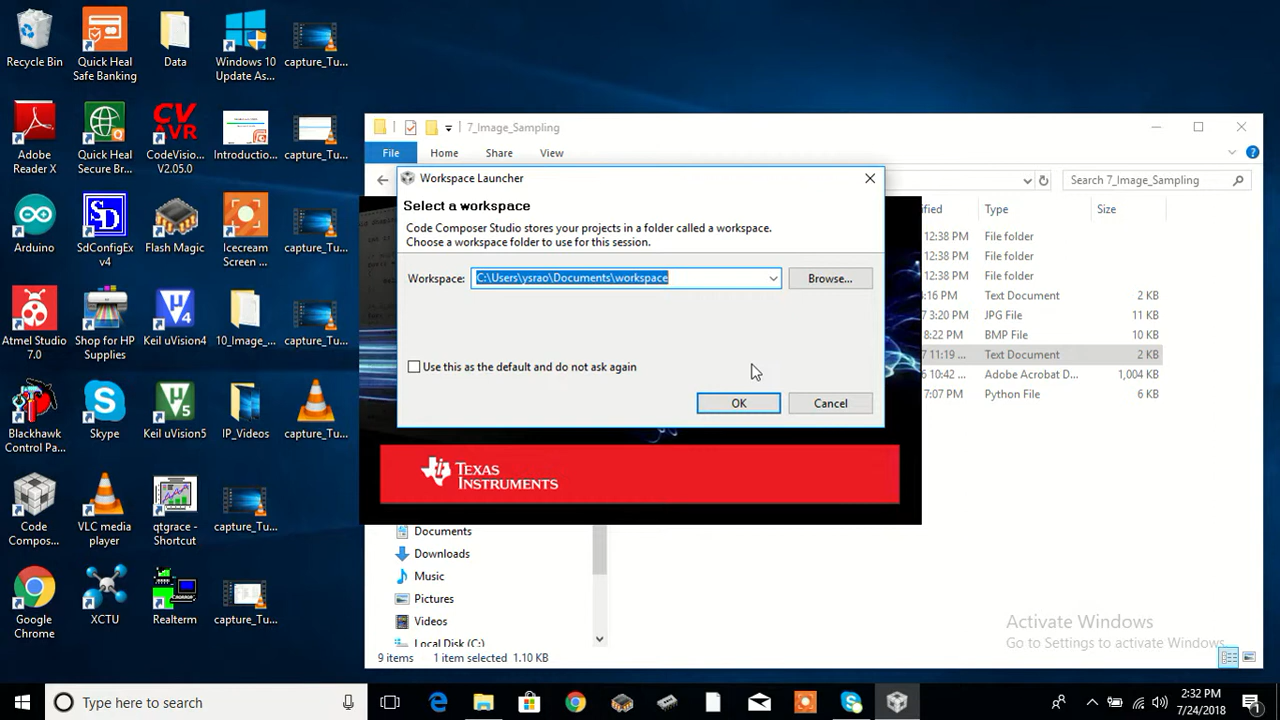 Recycle Bin
Quick Heal
Safe Banking
Data
Windows 10
Update As...
capture_Tu...
Adobe
Reader X
Quick Heal
Secure Br...
CV
AVR
CodeVision...
V2.05.0
Introductio...
capture_Tu...
Arduino
SD
SdConfigEx
v4
Flash Magic
Icecream
Screen ...
capture_Tu...
Atmel Studio
7.0
Shop for HP
Supplies
Keil uVision4
10_Image_...
capture_Tu...
Blackhawk
Control Pa...
Skype
Keil uVision5
IP_Videos
capture_Tu...
Code
Compos...
VLC media
player
qtgrace -
Shortcut
capture_Tu...
Google
Chrome
XCTU
Realterm
capture_Tu...
7_Image_Sampling
File Home Share View
Search 7_Image_Sampling
Workspace Launcher
Select a workspace
Code Composer Studio stores your projects in a folder called a workspace.
Choose a workspace folder to use for this session.
Workspace: C:\Users\ysrao\Documents\workspace Browse...
Use this as the default and do not ask again
OK Cancel
TEXAS
INSTRUMENTS
ified Type Size
12:38 PM File folder
12:38 PM File folder
12:38 PM File folder
:16 PM Text Document 2 KB
7 3:20 PM JPG File 11 KB
8:22 PM BMP File 10 KB
7 11:19 ... Text Document 2 KB
6 10:42 ... Adobe Acrobat D... 1,004 KB
7:07 PM Python File 6 KB
Documents
Downloads
Music
Pictures
Videos
Local Disk (C:)
9 items 1 item selected 1.10 KB
Activate Windows
Go to Settings to activate Windows.
Type here to search
2:32 PM
7/24/2018